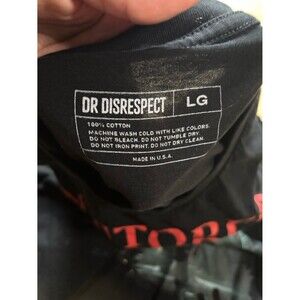 DR DISRESPECT LG
100% COTTON
MACHINE WASH COLD WITH LIKE COLORS.
DO NOT BLEACH. DO NOT TUMBLE DRY.
DO NOT IRON PRINT. DO NOT DRY CLEAN.
MADE IN U.S.A.